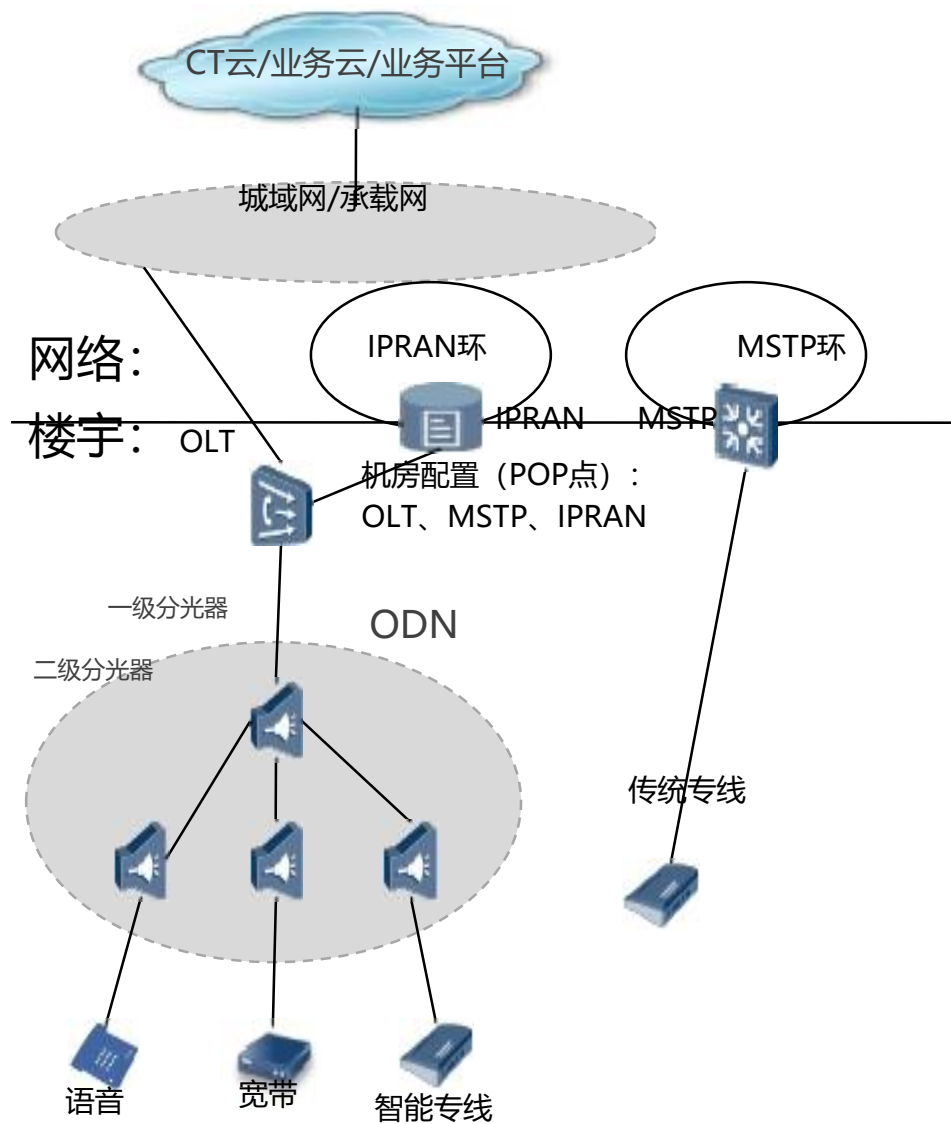 CT云/业务云/业务平台
城域网/承载网
IPRAN环
MSTP环
网络：
IPRAN
MSTP
楼宇：
OLT
机房配置（POP点）：
OLT、MSTP、IPRAN
一级分光器
ODN
二级分光器
传统专线
语音
宽带
智能专线